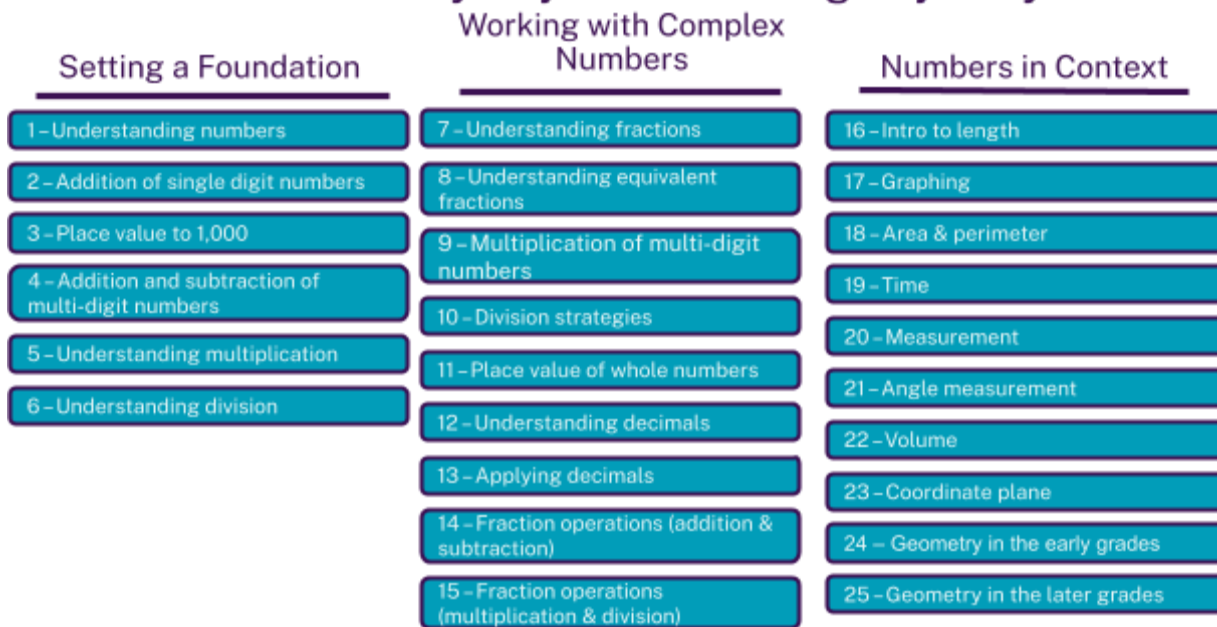 Setting a Foundation
1 – Understanding numbers
2 – Addition of single digit numbers
3 – Place value to 1,000
4 – Addition and subtraction of
multi-digit numbers
5 – Understanding multiplication
6 – Understanding division
Working with Complex
Numbers
7 – Understanding fractions
8 – Understanding equivalent
fractions
9 – Multiplication of multi-digit
numbers
10 – Division strategies
11 – Place value of whole numbers
12 – Understanding decimals
13 – Applying decimals
14 – Fraction operations (addition &
subtraction)
15 – Fraction operations
(multiplication & division)
Numbers in Context
16 – Intro to length
17 – Graphing
18 – Area & perimeter
19 – Time
20 – Measurement
21 – Angle measurement
22 – Volume
23 – Coordinate plane
24 – Geometry in the early grades
25 – Geometry in the later grades